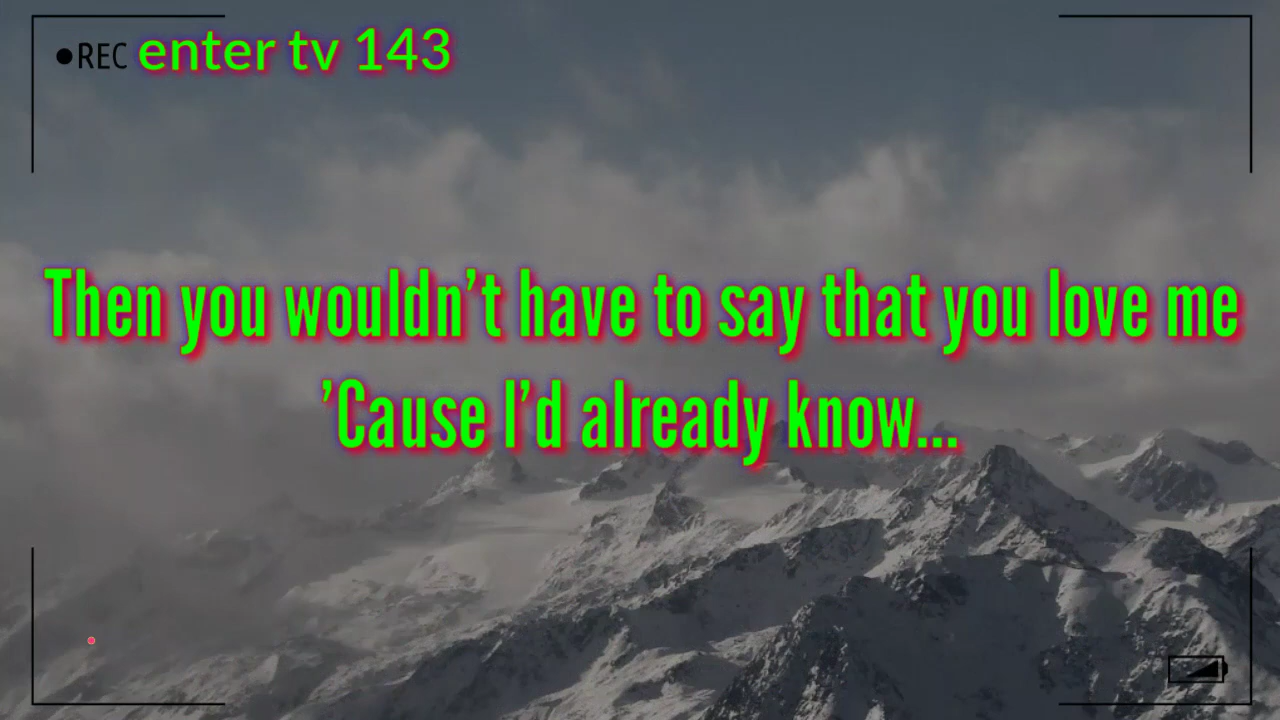 ●REC enter tv 143
Then you wouldn’t have to say that you love me
’Cause I’d already know...